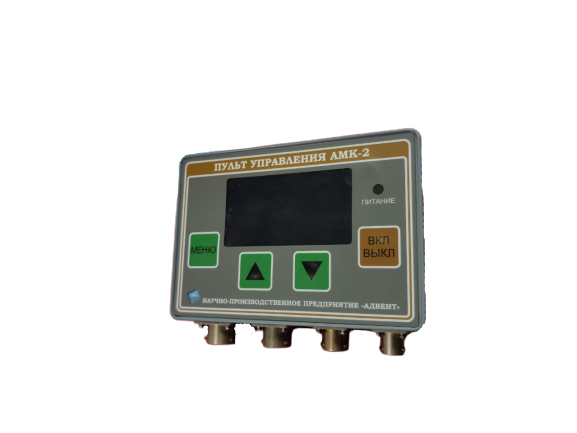 ПУЛЬТ УПРАВЛЕНИЯ АМК-2
ПИТАНИЕ
МЕНЮ
ВКЛ
ВЫКЛ
НАУЧНО-ПРОИЗВОДСТВЕННОЕ ПРЕДПРИЯТИЕ «АДВЕНТ»